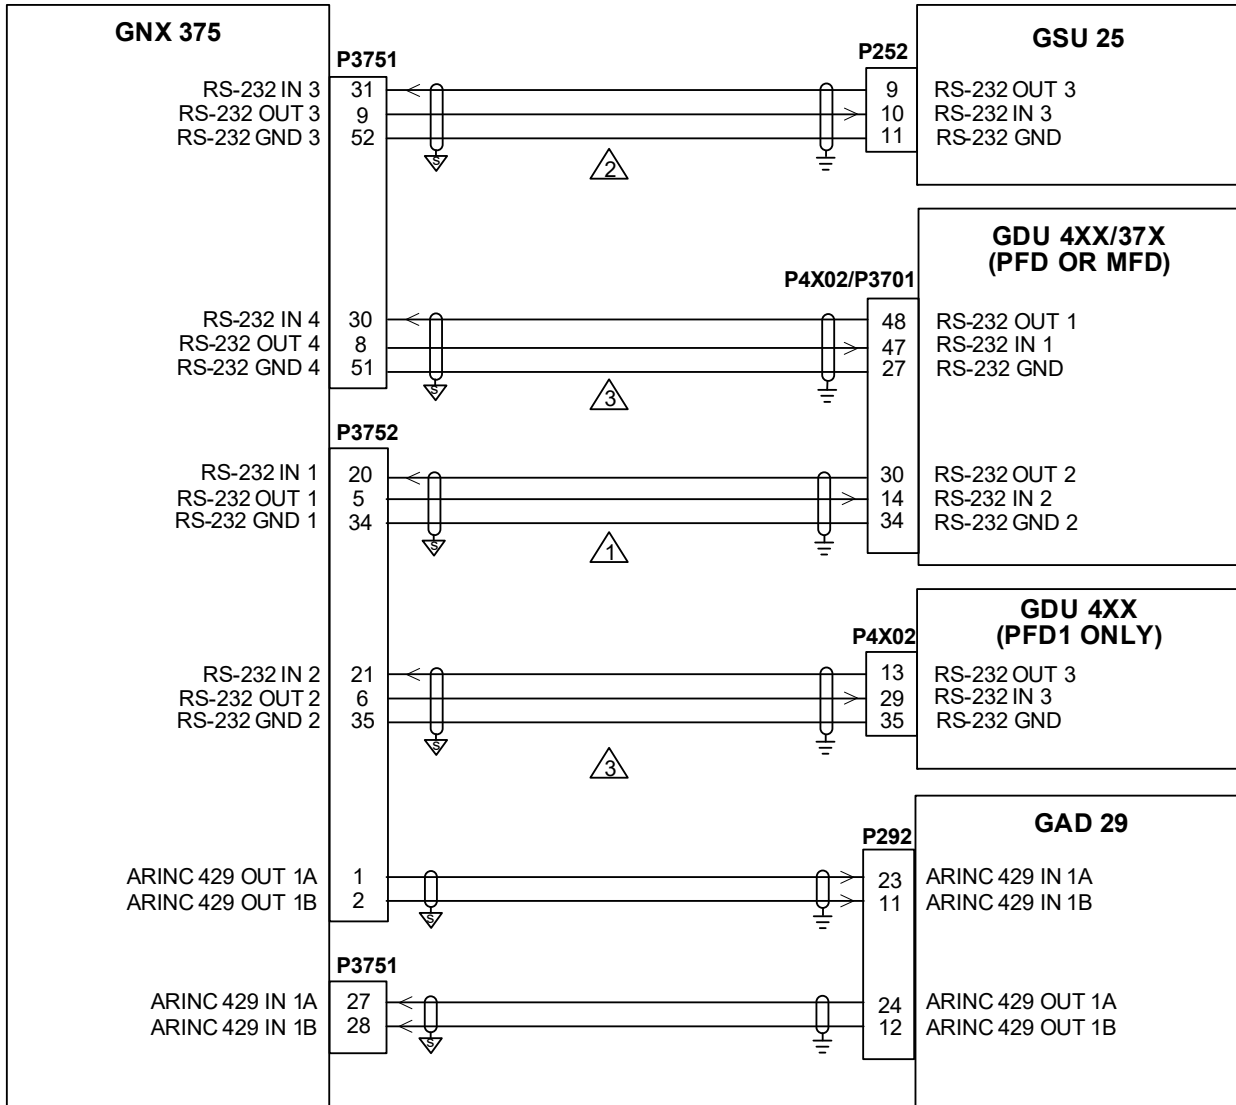 GNX 375
GSU 25
P3751
P252
RS-232 IN 3 31 9 RS-232 OUT 3
RS-232 OUT 3 9 10 RS-232 IN 3
RS-232 GND 3 52 11 RS-232 GND
S
2
GDU 4XX/37X
(PFD OR MFD)
P4X02/P3701
RS-232 IN 4 30 48 RS-232 OUT 1
RS-232 OUT 4 8 47 RS-232 IN 1
RS-232 GND 4 51 27 RS-232 GND
S
3
P3752
RS-232 IN 1 20 30 RS-232 OUT 2
RS-232 OUT 1 5 14 RS-232 IN 2
RS-232 GND 1 34 34 RS-232 GND 2
S
1
GDU 4XX
(PFD1 ONLY)
P4X02
RS-232 IN 2 21 13 RS-232 OUT 3
RS-232 OUT 2 6 29 RS-232 IN 3
RS-232 GND 2 35 35 RS-232 GND
S
3
GAD 29
P292
ARINC 429 OUT 1A 1 23 ARINC 429 IN 1A
ARINC 429 OUT 1B 2 11 ARINC 429 IN 1B
S
P3751
ARINC 429 IN 1A 27 24 ARINC 429 OUT 1A
ARINC 429 IN 1B 28 12 ARINC 429 OUT 1B
S